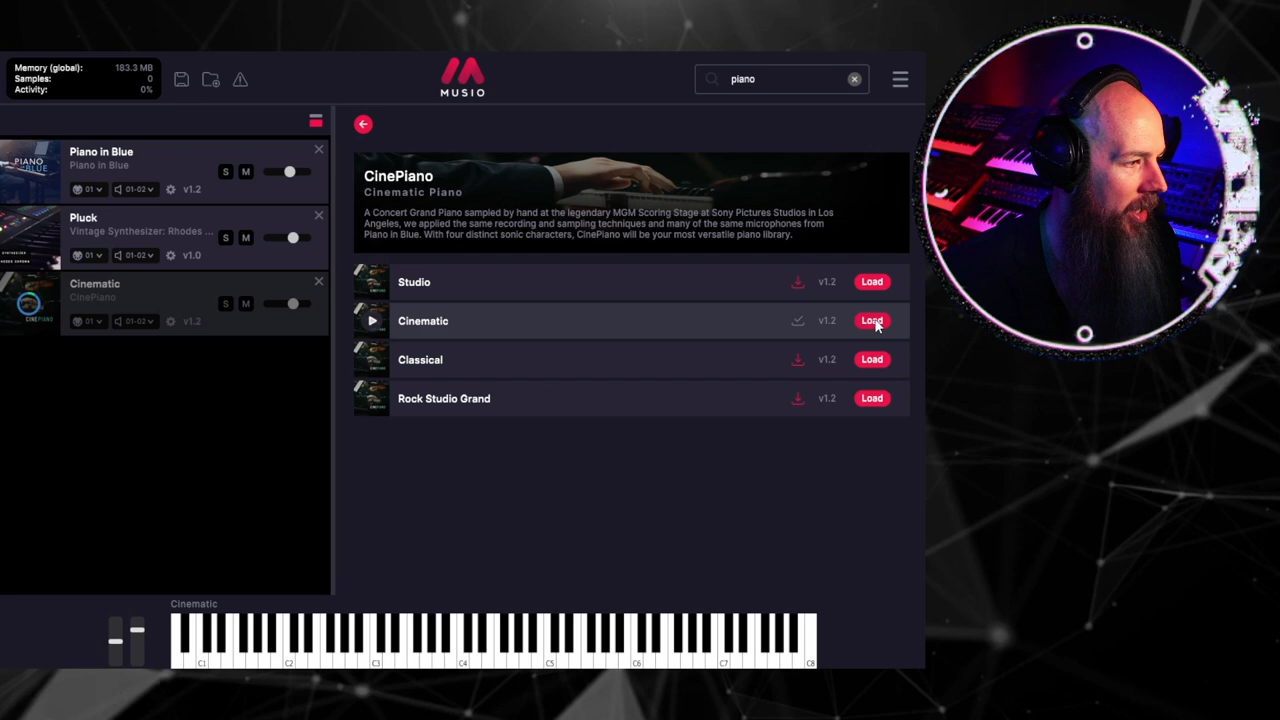 Memory (global): 183.3 MB
Samples: 0
Activity: 0%
MUSIO
piano
Piano in Blue
Piano in Blue
01 01-02 v1.2
S M
Pluck
Vintage Synthesizer: Rhodes ...
01 01-02 v1.0
S M
Cinematic
CinePiano
01 01-02 v1.2
S M
PIANO
BLUE
CINEPIANO
CinePiano
Cinematic Piano
A Concert Grand Piano sampled by hand at the legendary MGM Scoring Stage at Sony Pictures Studios in Los
Angeles, we applied the same recording and sampling techniques and many of the same microphones from
Piano in Blue. With four distinct sonic characters, CinePiano will be your most versatile piano library.
Studio v1.2 Load
Cinematic v1.2 Load
Classical v1.2 Load
Rock Studio Grand v1.2 Load
Cinematic
C1 C2 C3 C4 C5 C6 C7 C8